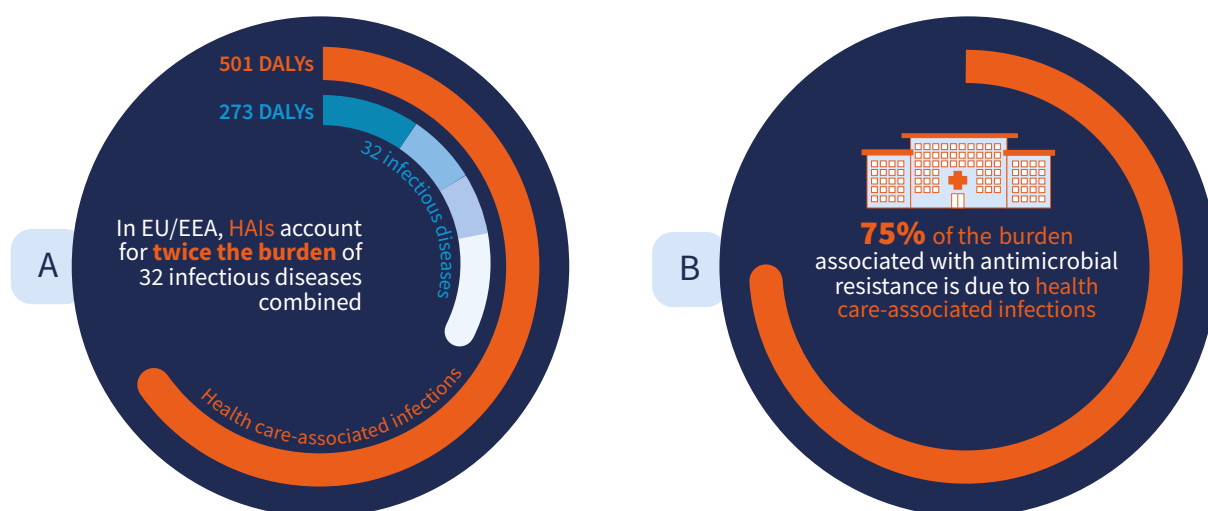 A
501 DALYs
273 DALYs
32 infectious diseases
In EU/EEA, HAIs account
for twice the burden of
32 infectious diseases
combined
Health care-associated infections
B
75% of the burden
associated with antimicrobial
resistance is due to health
care-associated infections